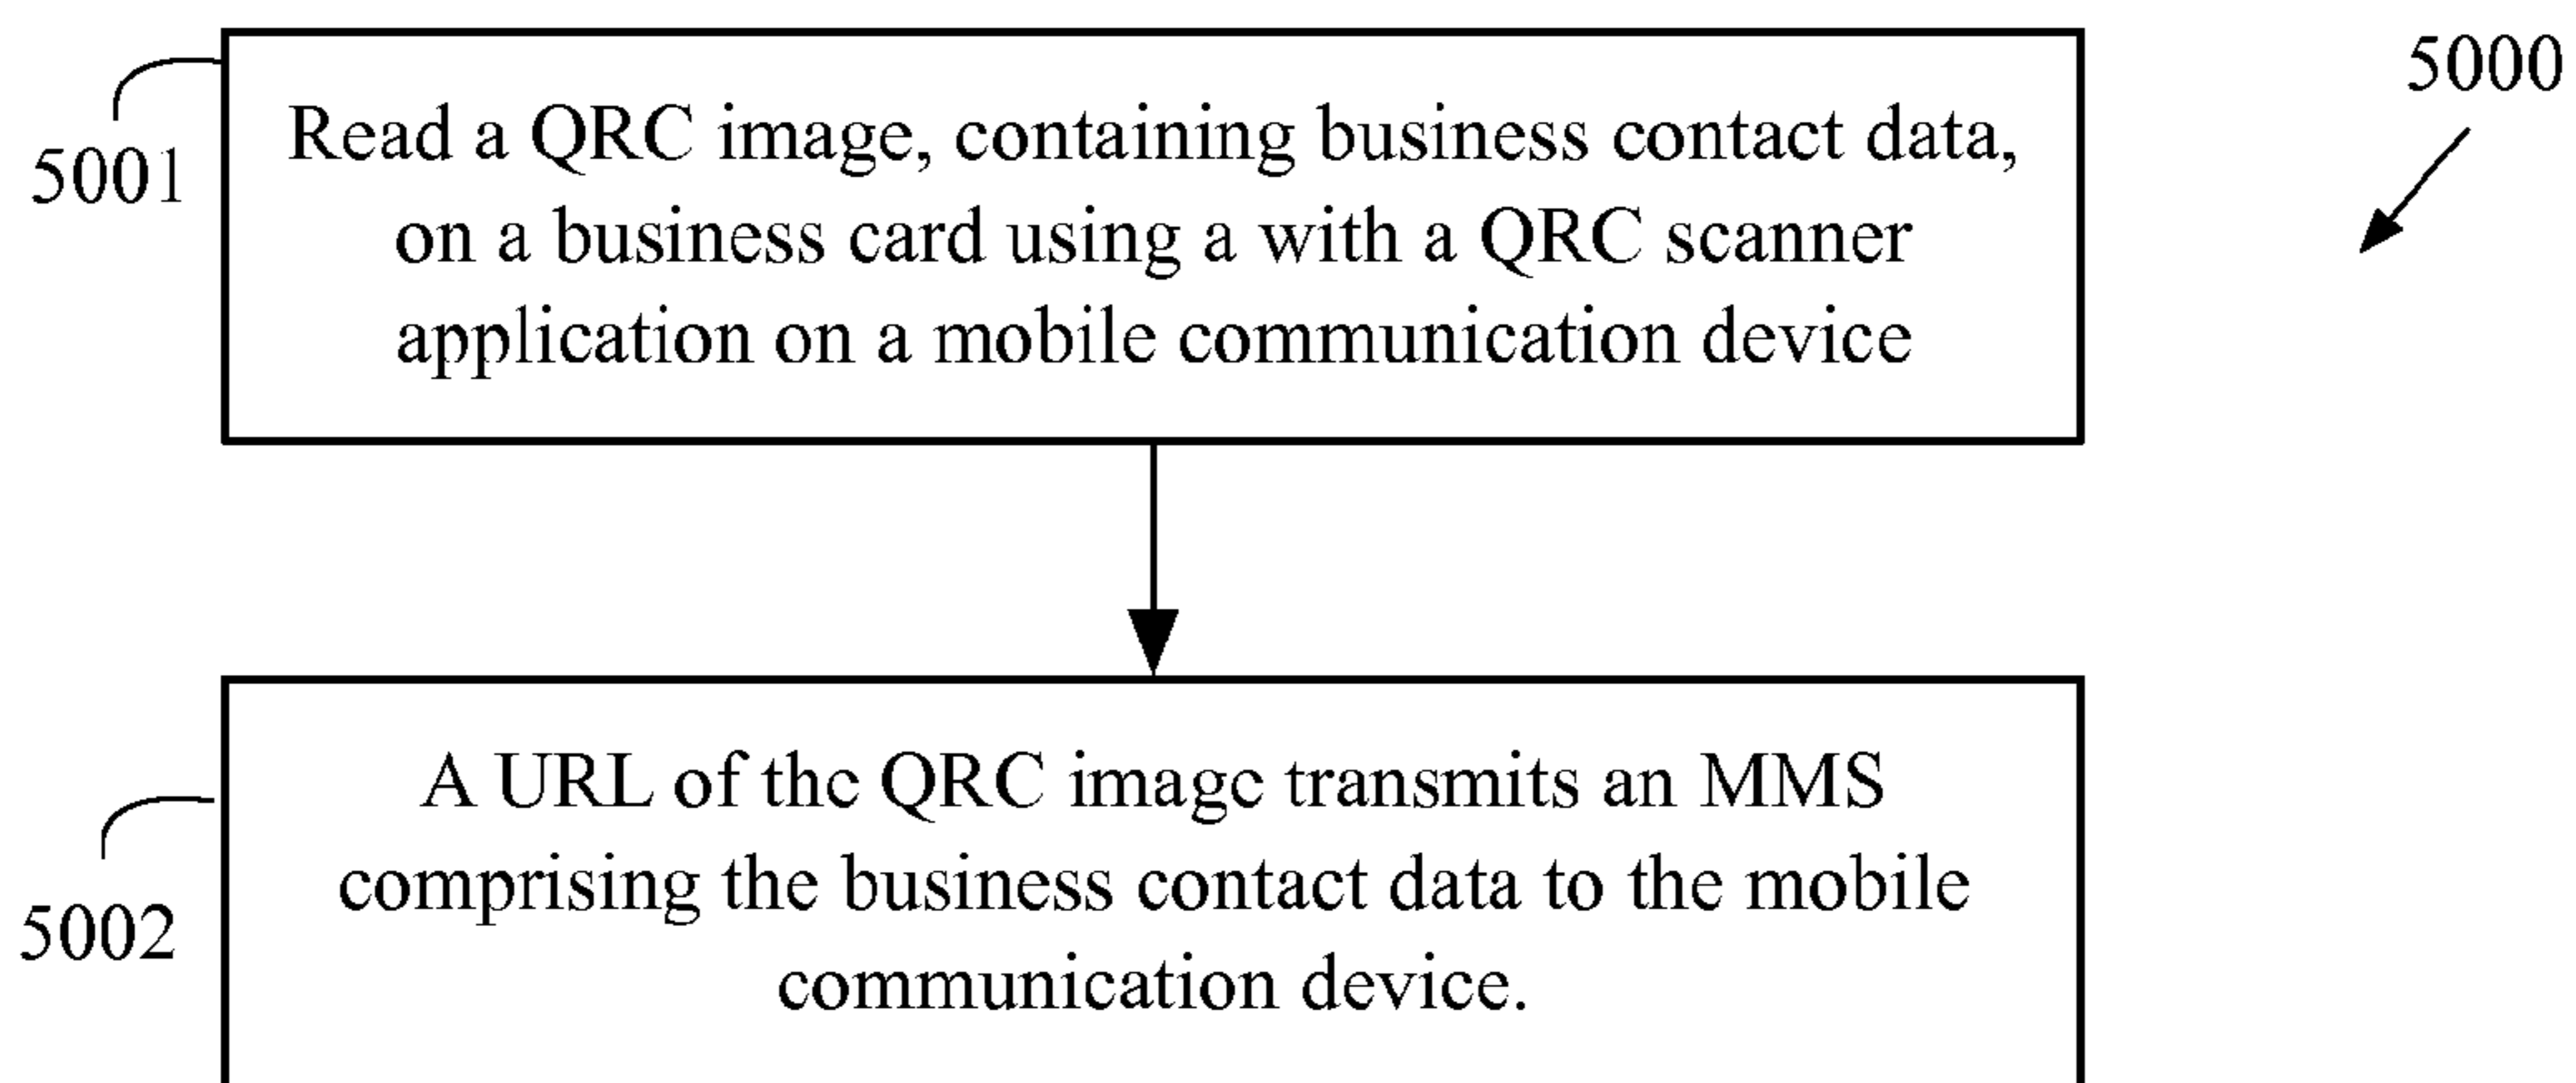 5000
5001
Read a QRC image, containing business contact data,
on a business card using a with a QRC scanner
application on a mobile communication device
5002
A URL of the QRC image transmits an MMS
comprising the business contact data to the mobile
communication device.